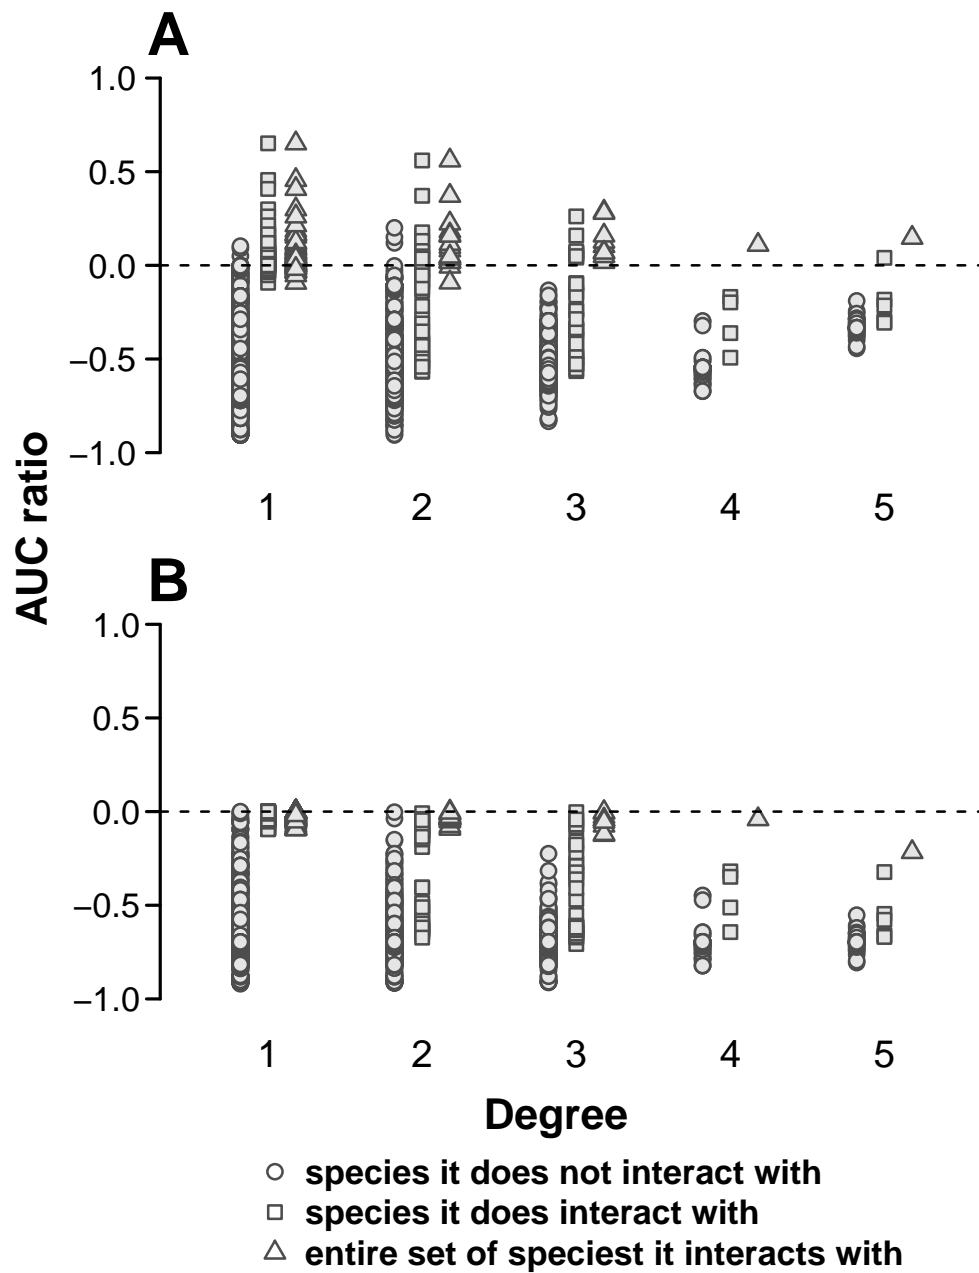 A
1.0
0.5
0.0
−0.5
−1.0
1 2 3 4 5
AUC ratio
B
1.0
0.5
0.0
−0.5
−1.0
1 2 3 4 5
Degree
species it does not interact with
species it does interact with
entire set of speciest it interacts with